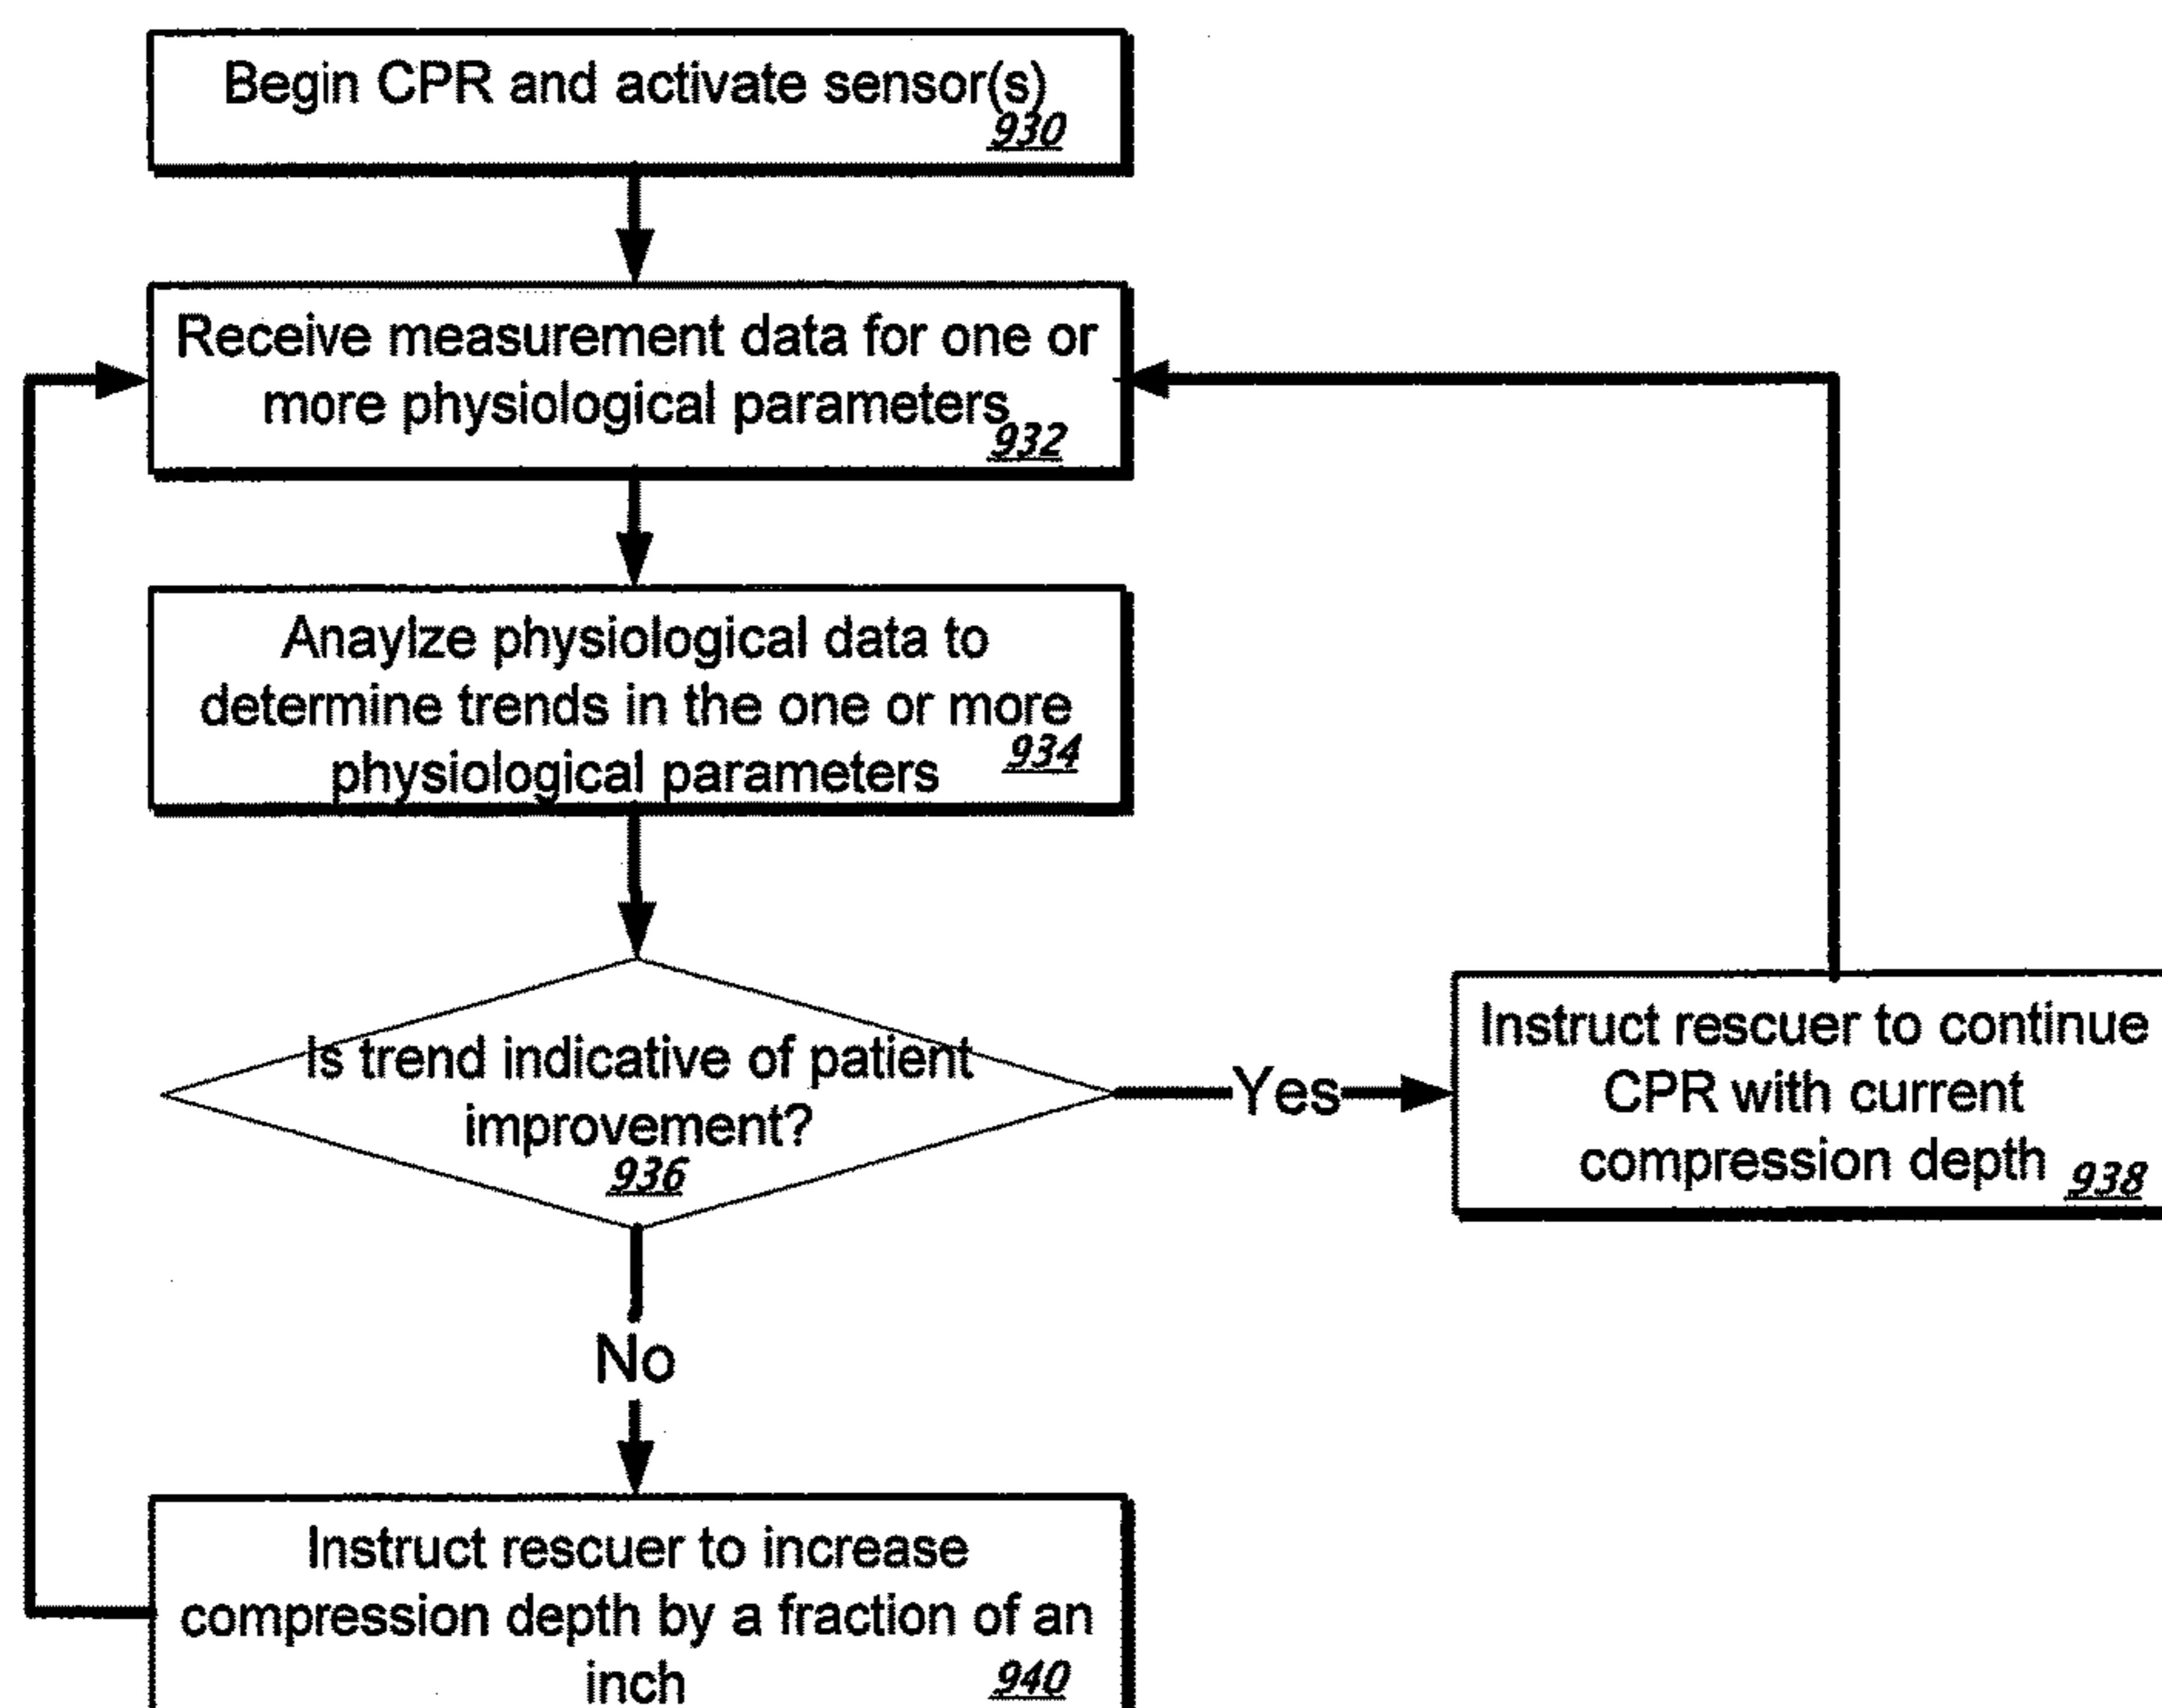 Begin CPR and activate sensor(s)
930
Receive measurement data for one or
more physiological parameters
932
Anaylze physiological data to
determine trends in the one or more
physiological parameters 934
Is trend indicative of patient
improvement?
936
Yes
Instruct rescuer to continue
CPR with current
compression depth 938
No
Instruct rescuer to increase
compression depth by a fraction of an
inch 940